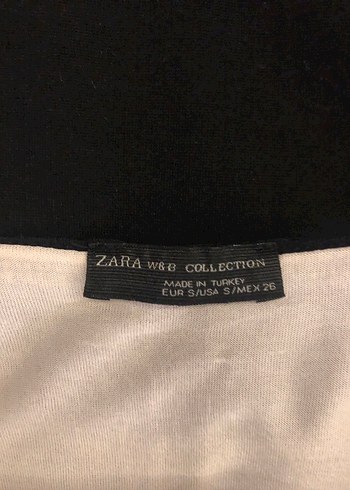 ZARA W&B COLLECTION
MADE IN TURKEY
EUR S/USA S/MEX 26